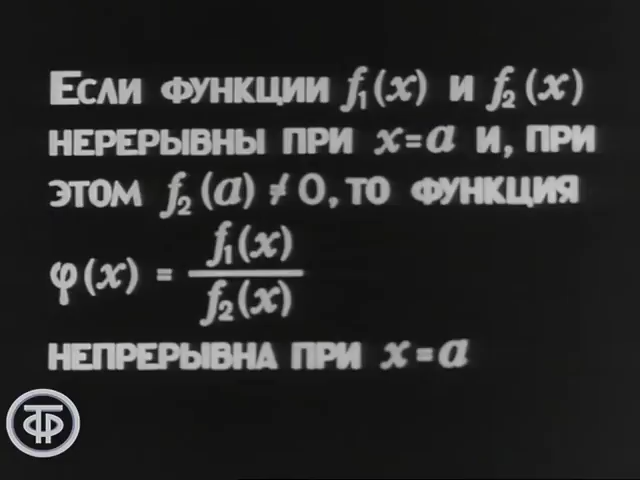 Если функции f₁(x) и f₂(x)
нерерывны при x=a и, при
этом f₂(a) ≠ 0, то функция
φ(x) = f₁(x)/f₂(x)
непрерывна при x=a